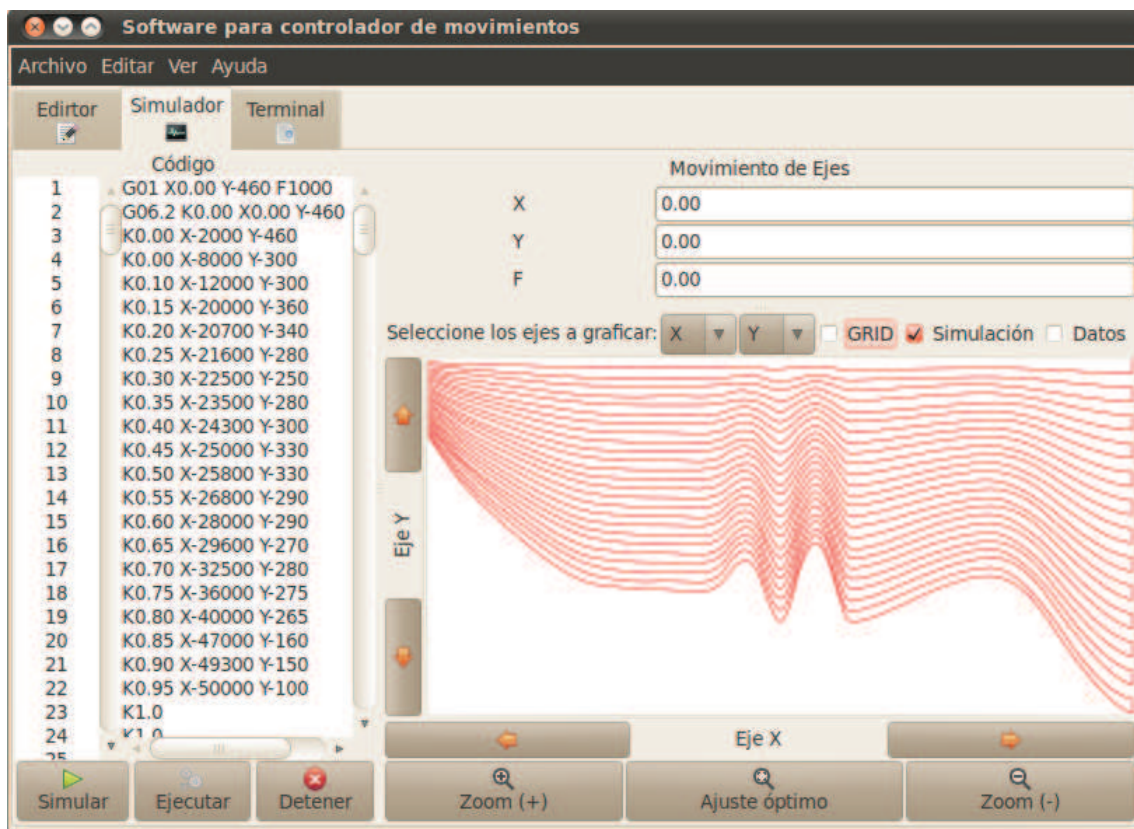 Software para controlador de movimientos
Archivo Editar Ver Ayuda
Edirtor Simulador Terminal
Código
1 G01 X0.00 Y-460 F1000
2 G06.2 K0.00 X0.00 Y-460
3 K0.00 X-2000 Y-460
4 K0.00 X-8000 Y-300
5 K0.10 X-12000 Y-300
6 K0.15 X-20000 Y-360
7 K0.20 X-20700 Y-340
8 K0.25 X-21600 Y-280
9 K0.30 X-22500 Y-250
10 K0.35 X-23500 Y-280
11 K0.40 X-24300 Y-300
12 K0.45 X-25000 Y-330
13 K0.50 X-25800 Y-330
14 K0.55 X-26800 Y-290
15 K0.60 X-28000 Y-290
16 K0.65 X-29600 Y-270
17 K0.70 X-32500 Y-280
18 K0.75 X-36000 Y-275
19 K0.80 X-40000 Y-265
20 K0.85 X-47000 Y-160
21 K0.90 X-49300 Y-150
22 K0.95 X-50000 Y-100
23 K1.0
24 K1.0
25
Simular Ejecutar Detener
Movimiento de Ejes
X 0.00
Y 0.00
F 0.00
Seleccione los ejes a graficar: X Y GRID Simulación Datos
Eje Y
Eje X
Zoom (+) Ajuste óptimo Zoom (-)